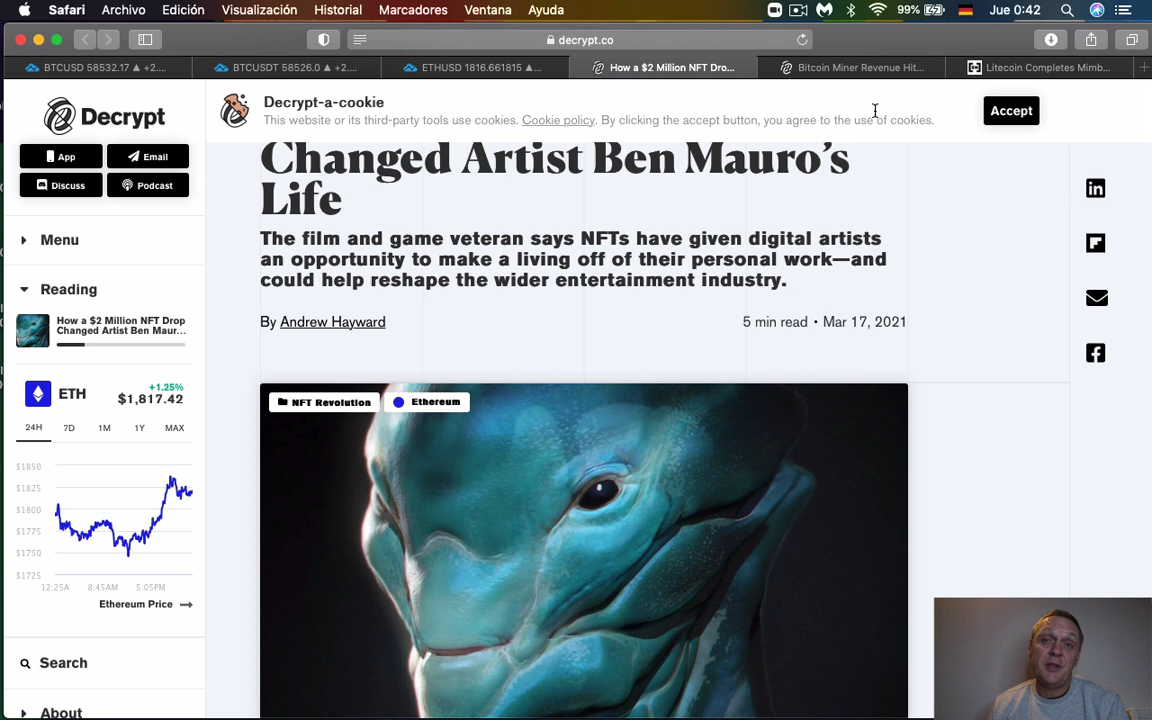 Safari Archivo Edición Visualización Historial Marcadores Ventana Ayuda 99% Jue 0:42
decrypt.co
BTCUSD 58532.17 ▲ +2.... BTCUSDT 58526.0 ▲ +2.... ETHUSD 1816.661815 ▲... How a $2 Million NFT Dro... Bitcoin Miner Revenue Hit... Litecoin Completes Mimb...
Decrypt
App Email
Discuss Podcast
Menu
Reading
How a $2 Million NFT Drop
Changed Artist Ben Maur...
ETH +1.25%
$1,817.42
24H 7D 1M 1Y MAX
$1850
$1825
$1800
$1775
$1750
$1725
12:25A 8:45AM 5:05PM
Ethereum Price
Search
About
Decrypt-a-cookie
This website or its third-party tools use cookies. Cookie policy. By clicking the accept button, you agree to the use of cookies.
Accept
Changed Artist Ben Mauro's
Life
The film and game veteran says NFTs have given digital artists
an opportunity to make a living off of their personal work—and
could help reshape the wider entertainment industry.
By Andrew Hayward 5 min read • Mar 17, 2021
NFT Revolution Ethereum